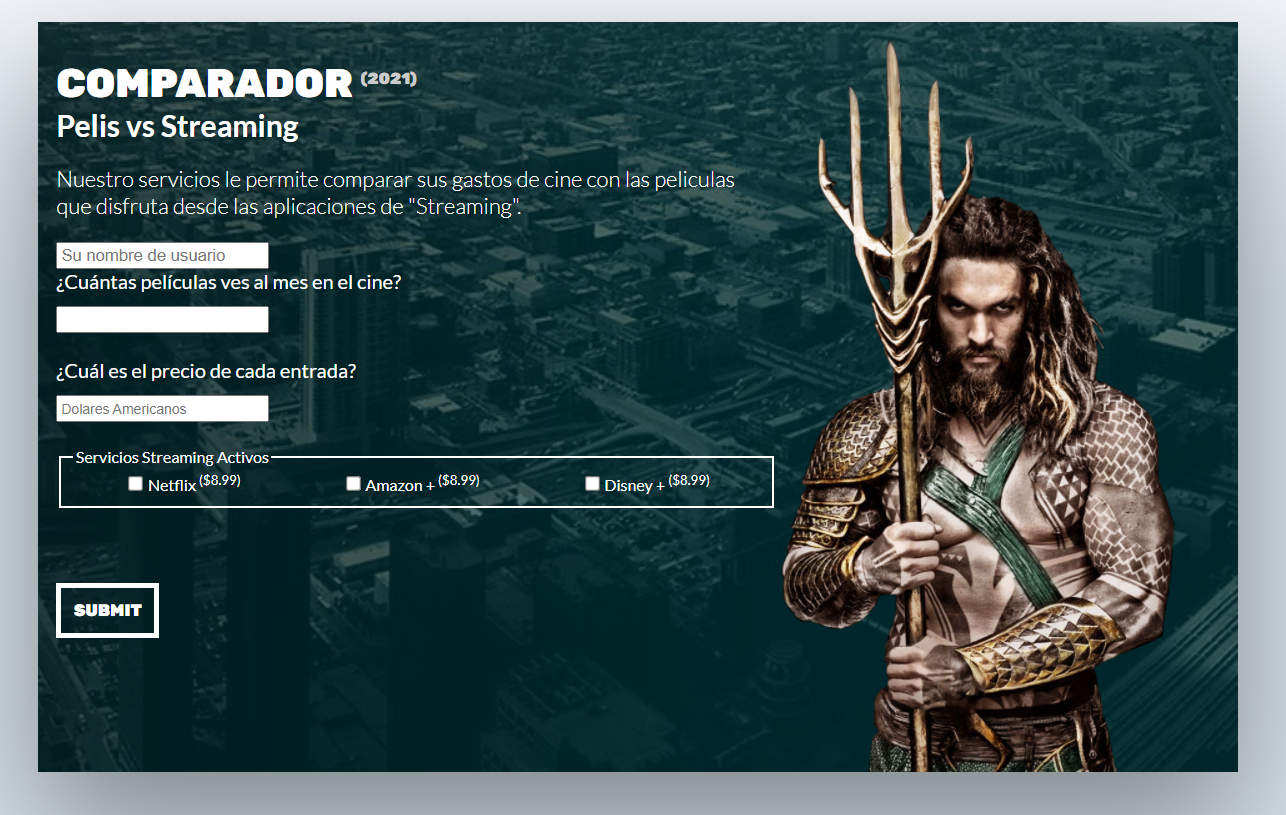 COMPARADOR (2021)
Pelis vs Streaming
Nuestro servicios le permite comparar sus gastos de cine con las peliculas
que disfruta desde las aplicaciones de "Streaming".
Su nombre de usuario
¿Cuántas películas ves al mes en el cine?
¿Cuál es el precio de cada entrada?
Dolares Americanos
Servicios Streaming Activos
Netflix ($8.99) Amazon + ($8.99) Disney + ($8.99)
SUBMIT